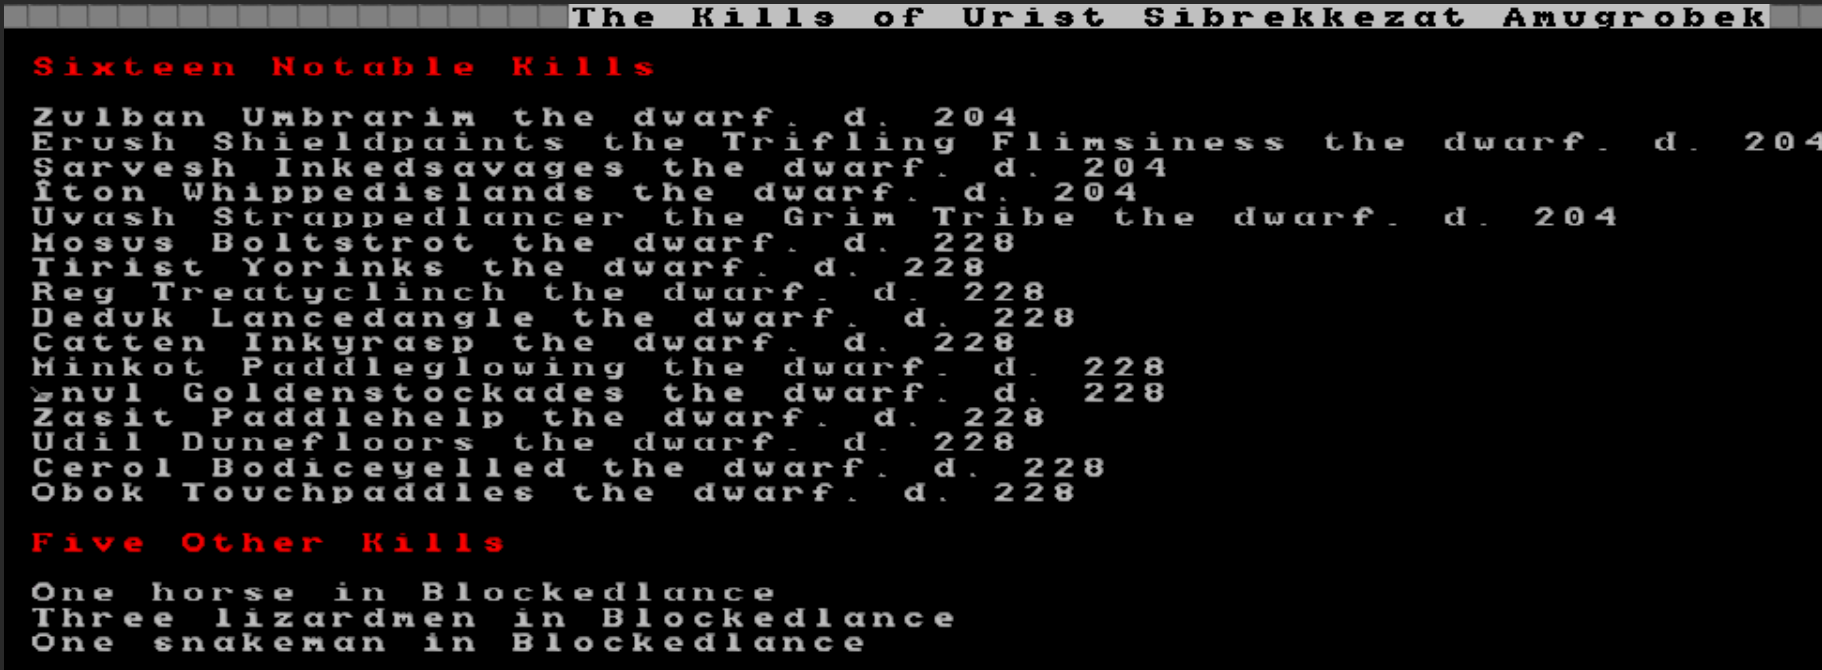 The Kills of Urist Sibrekkezat Amugrobek
Sixteen Notable Kills
Zulban Umbrarim the dwarf. d. 204
Erush Shieldpaints the Trifling Flimsiness the dwarf. d. 204
Sarvesh Inkedsavages the dwarf. d. 204
Îton Whippedislands the dwarf. d. 204
Uvash Strappedlancer the Grim Tribe the dwarf. d. 204
Mosus Boltstrot the dwarf. d. 228
Tirist Yorinks the dwarf. d. 228
Reg Treatyclinch the dwarf. d. 228
Deduk Lancedangle the dwarf. d. 228
Catten Inkyrasp the dwarf. d. 228
Minkot Paddleglowing the dwarf. d. 228
Goldenstockades the dwarf. d. 228
Zasit Paddlehelp the dwarf. d. 228
Udil Dunefloors the dwarf. d. 228
Cerol Bodiceyelled the dwarf. d. 228
Obok Touchpaddles the dwarf. d. 228
Five Other Kills
One horse in Blockedlance
Three lizardmen in Blockedlance
One snakeman in Blockedlance